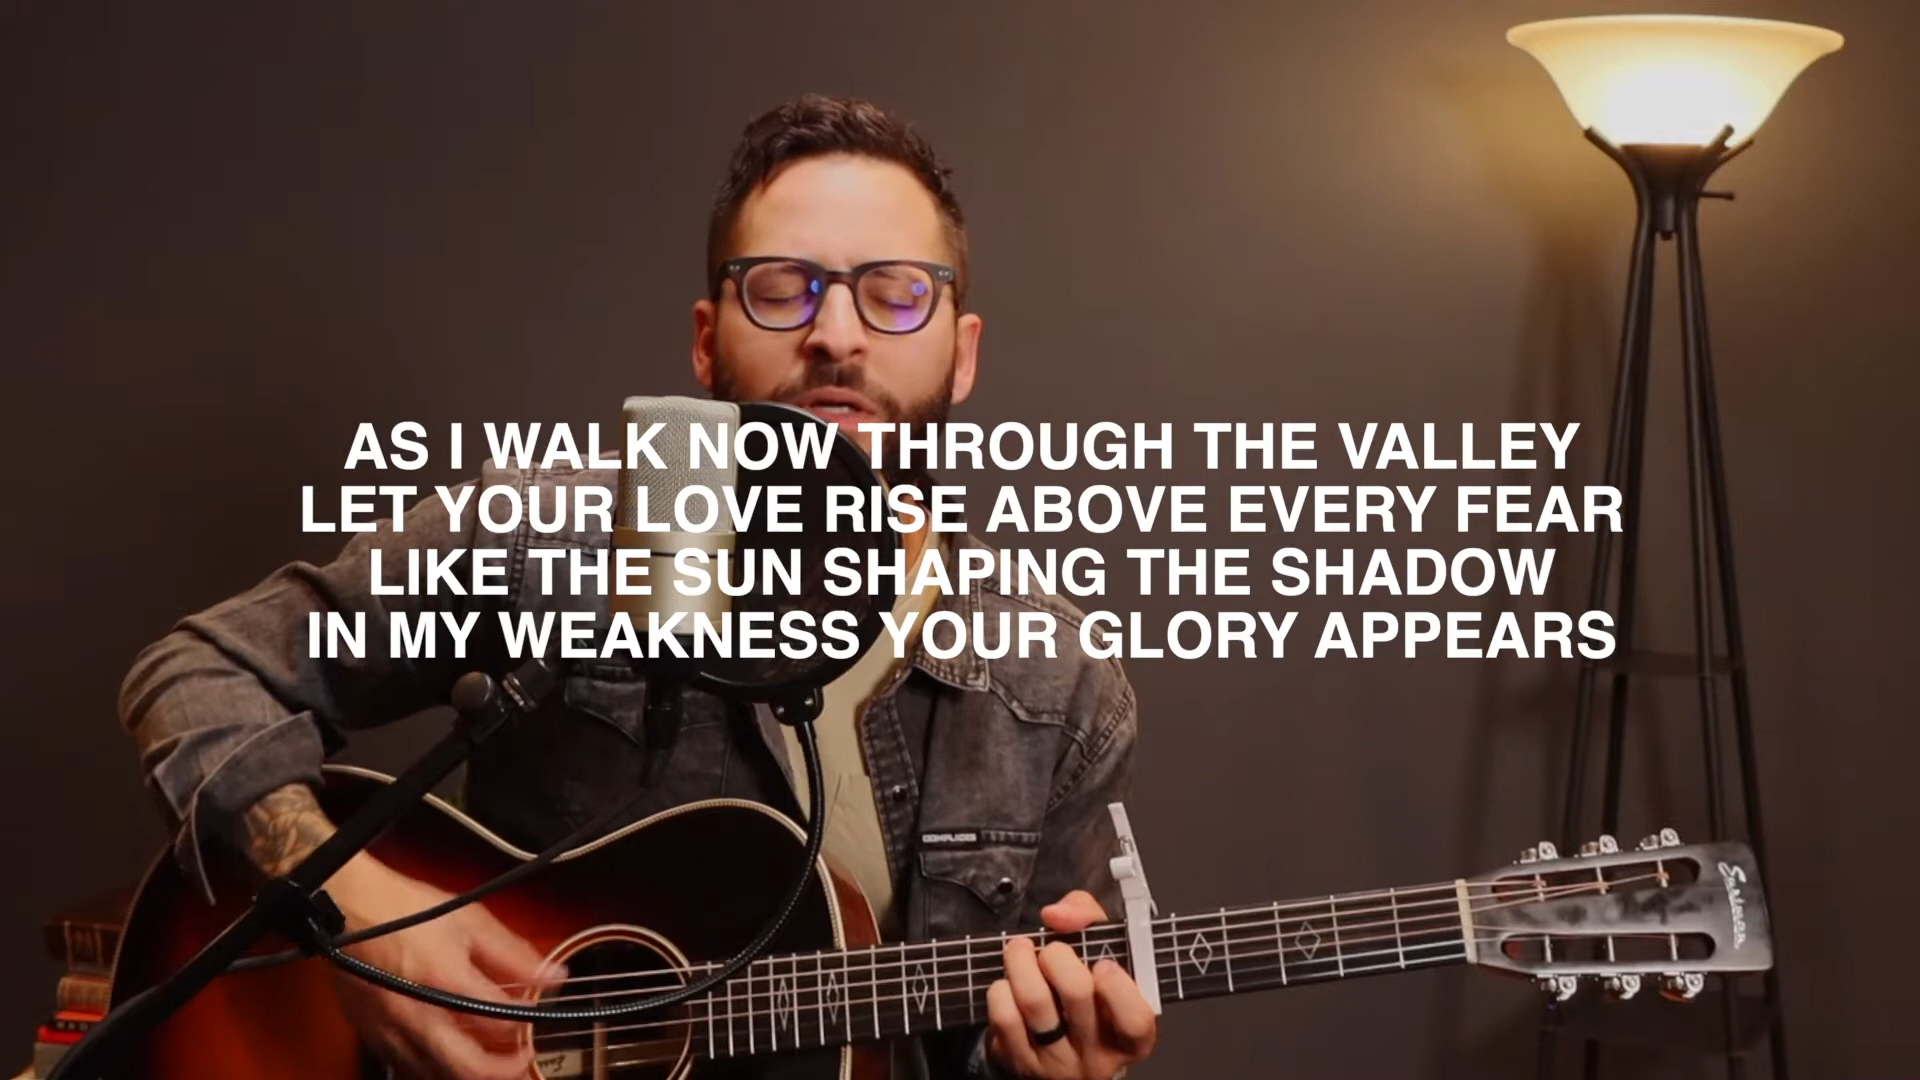 AS I WALK NOW THROUGH THE VALLEY
LET YOUR LOVE RISE ABOVE EVERY FEAR
LIKE THE SUN SHAPING THE SHADOW
IN MY WEAKNESS YOUR GLORY APPEARS